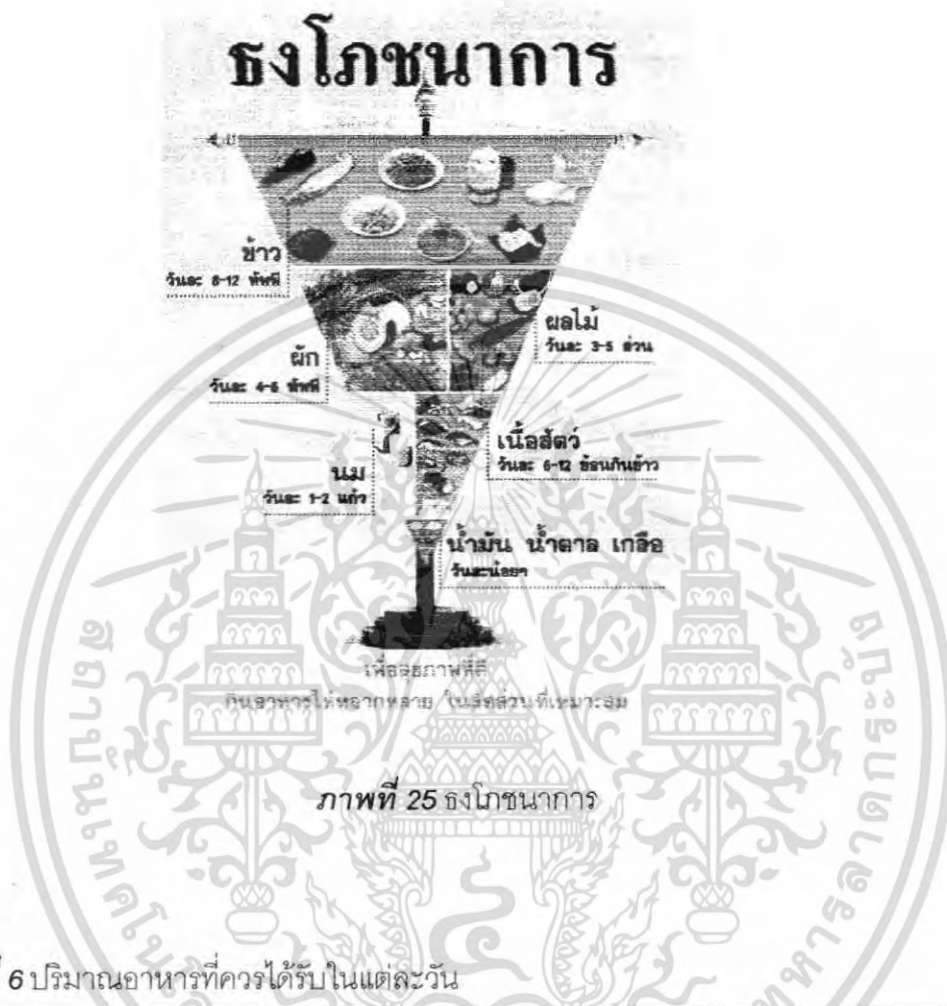 ธงโภชนาการ
ข้าว
วันละ 8-12 ทัพพี
ผัก
วันละ 4-6 ทัพพี
ผลไม้
วันละ 3-5 ส่วน
นม
วันละ 1-2 แก้ว
เนื้อสัตว์
วันละ 6-12 ช้อนกินข้าว
น้ำมัน น้ำตาล เกลือ
วันละน้อยๆ
เพื่อสุขภาพที่ดี
กินอาหารให้หลากหลาย ในสัดส่วนที่เหมาะสม
ภาพที่ 25 ธงโภชนาการ
6 ปริมาณอาหารที่ควรได้รับในแต่ละวัน